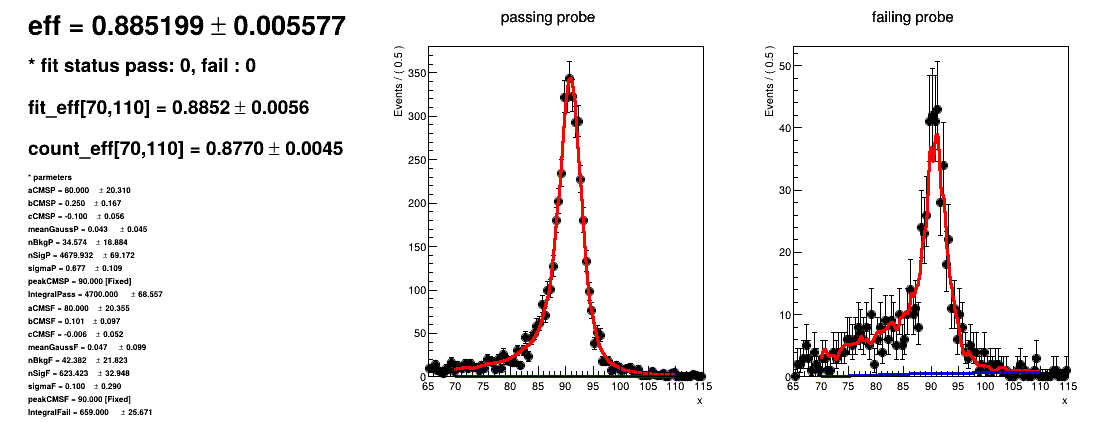 eff = 0.885199 ± 0.005577
* fit status pass: 0, fail : 0
fit_eff[70,110] = 0.8852 ± 0.0056
count_eff[70,110] = 0.8770 ± 0.0045
* parmeters
aCMSP = 80.000 ± 20.310
bCMSP = 0.250 ± 0.167
cCMSP = -0.100 ± 0.056
meanGaussP = 0.043 ± 0.045
nBkgP = 34.574 ± 18.884
nSigP = 4679.932 ± 69.172
sigmaP = 0.677 ± 0.109
peakCMSP = 90.000 [Fixed]
IntegralPass = 4700.000 ± 68.557
aCMSF = 80.000 ± 20.355
bCMSF = 0.101 ± 0.097
cCMSF = -0.006 ± 0.052
meanGaussF = 0.047 ± 0.099
nBkgF = 42.382 ± 21.823
nSigF = 623.423 ± 32.948
sigmaF = 0.100 ± 0.290
peakCMSF = 90.000 [Fixed]
IntegralFail = 659.000 ± 25.671
passing probe
Events / ( 0.5 )
350
300
250
200
150
100
50
0
65 70 75 80 85 90 95 100 105 110 115
x
failing probe
Events / ( 0.5 )
50
40
30
20
10
0
65 70 75 80 85 90 95 100 105 110 115
x